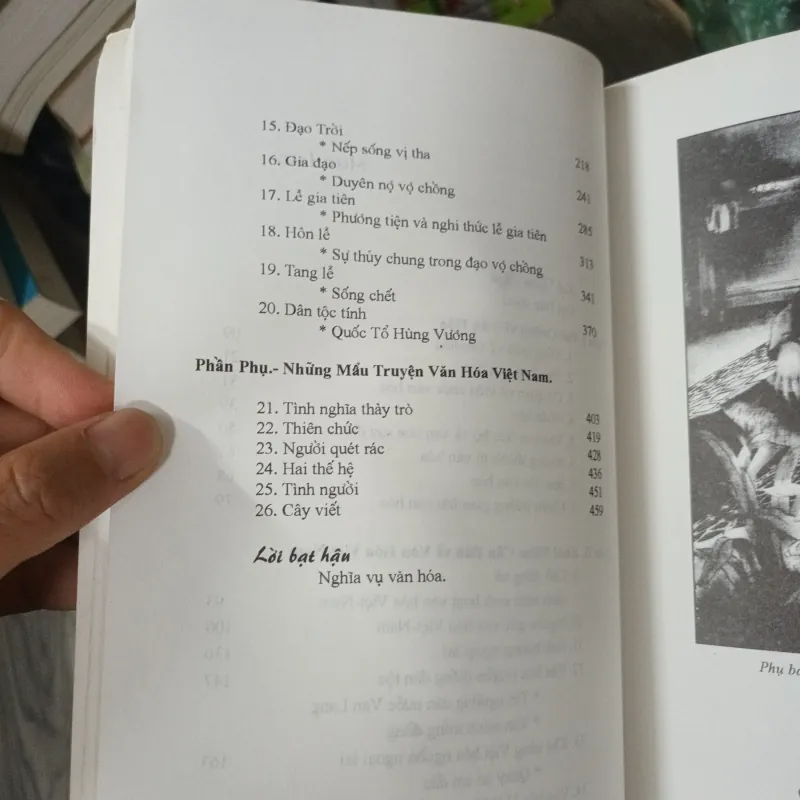 15. Đạo Trời
* Nếp sống vị tha 218
16. Gia đạo
* Duyên nợ vợ chồng 241
17. Lễ gia tiên
* Phương tiện và nghi thức lễ gia tiên 285
18. Hôn lễ
* Sự thủy chung trong đạo vợ chồng 313
19. Tang lễ
* Sống chết 341
20. Dân tộc tính
* Quốc Tổ Hùng Vương 370
Phần Phụ.- Những Mẩu Truyện Văn Hóa Việt Nam.
21. Tình nghĩa thảy trò 403
22. Thiên chức 419
23. Người quét rác 428
24. Hai thế hệ 436
25. Tình người 451
26. Cây viết 459
Lời bạt hậu
Nghĩa vụ văn hóa.
Phụ